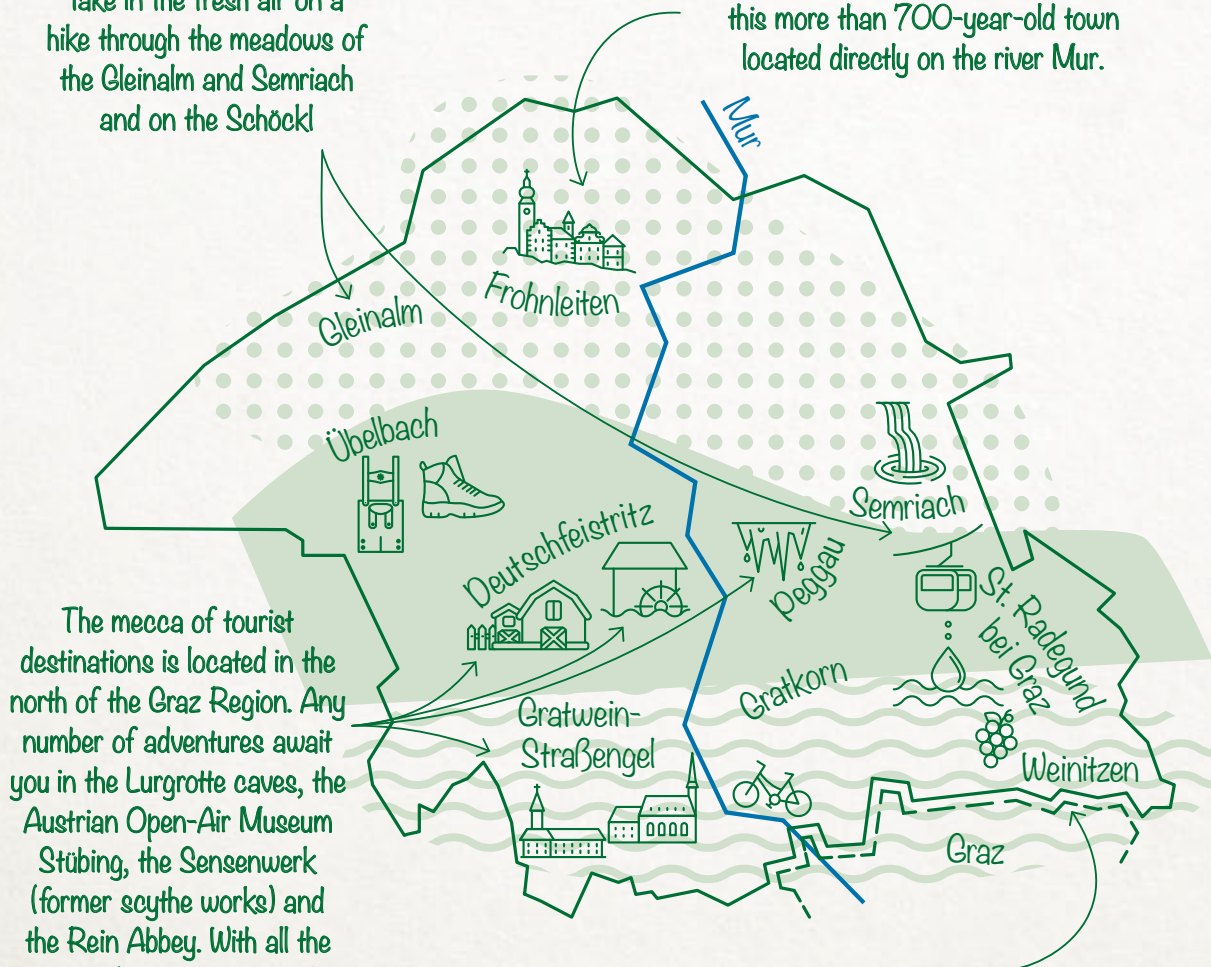 Take in the fresh air on a
hike through the meadows of
the Gleinalm and Semriach
and on the Schöckl
this more than 700-year-old town
located directly on the river Mur.
Mur
Frohnleiten
Gleinalm
Übelbach
Semriach
Deutschfeistritz
Peggau
St. Radegund
bei Graz
Gratkorn
Gratwein-
Straßengel
Weinitzen
Graz
The mecca of tourist
destinations is located in the
north of the Graz Region. Any
number of adventures await
you in the Lurgrotte caves, the
Austrian Open-Air Museum
Stübing, the Sensenwerk
(former scythe works) and
the Rein Abbey. With all the